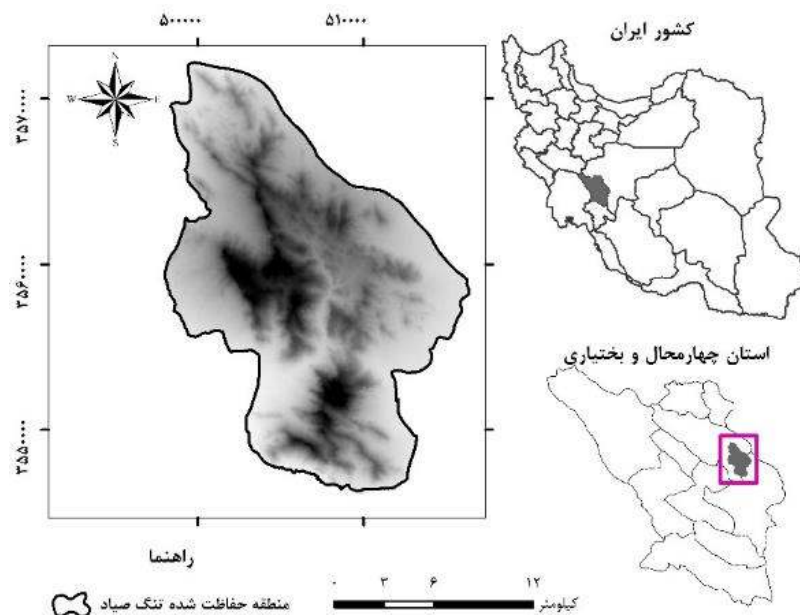 ۵۰۰۰۰۰ ۵۱۰۰۰۰
کشور ایران
N
W E
S
۳۵۷۰۰۰۰
۳۵۶۰۰۰۰
۳۵۵۰۰۰۰
استان چهارمحال و بختیاری
راهنما
منطقه حفاظت شده تنگ صیاد
۰ ۳ ۶ ۱۲
کیلومتر